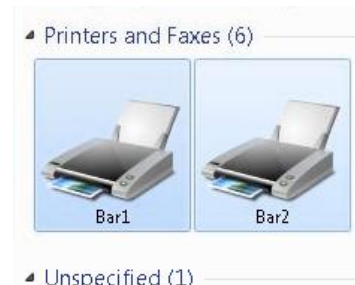 Printers and Faxes (6)
Bar1 Bar2
Unspecified (1)